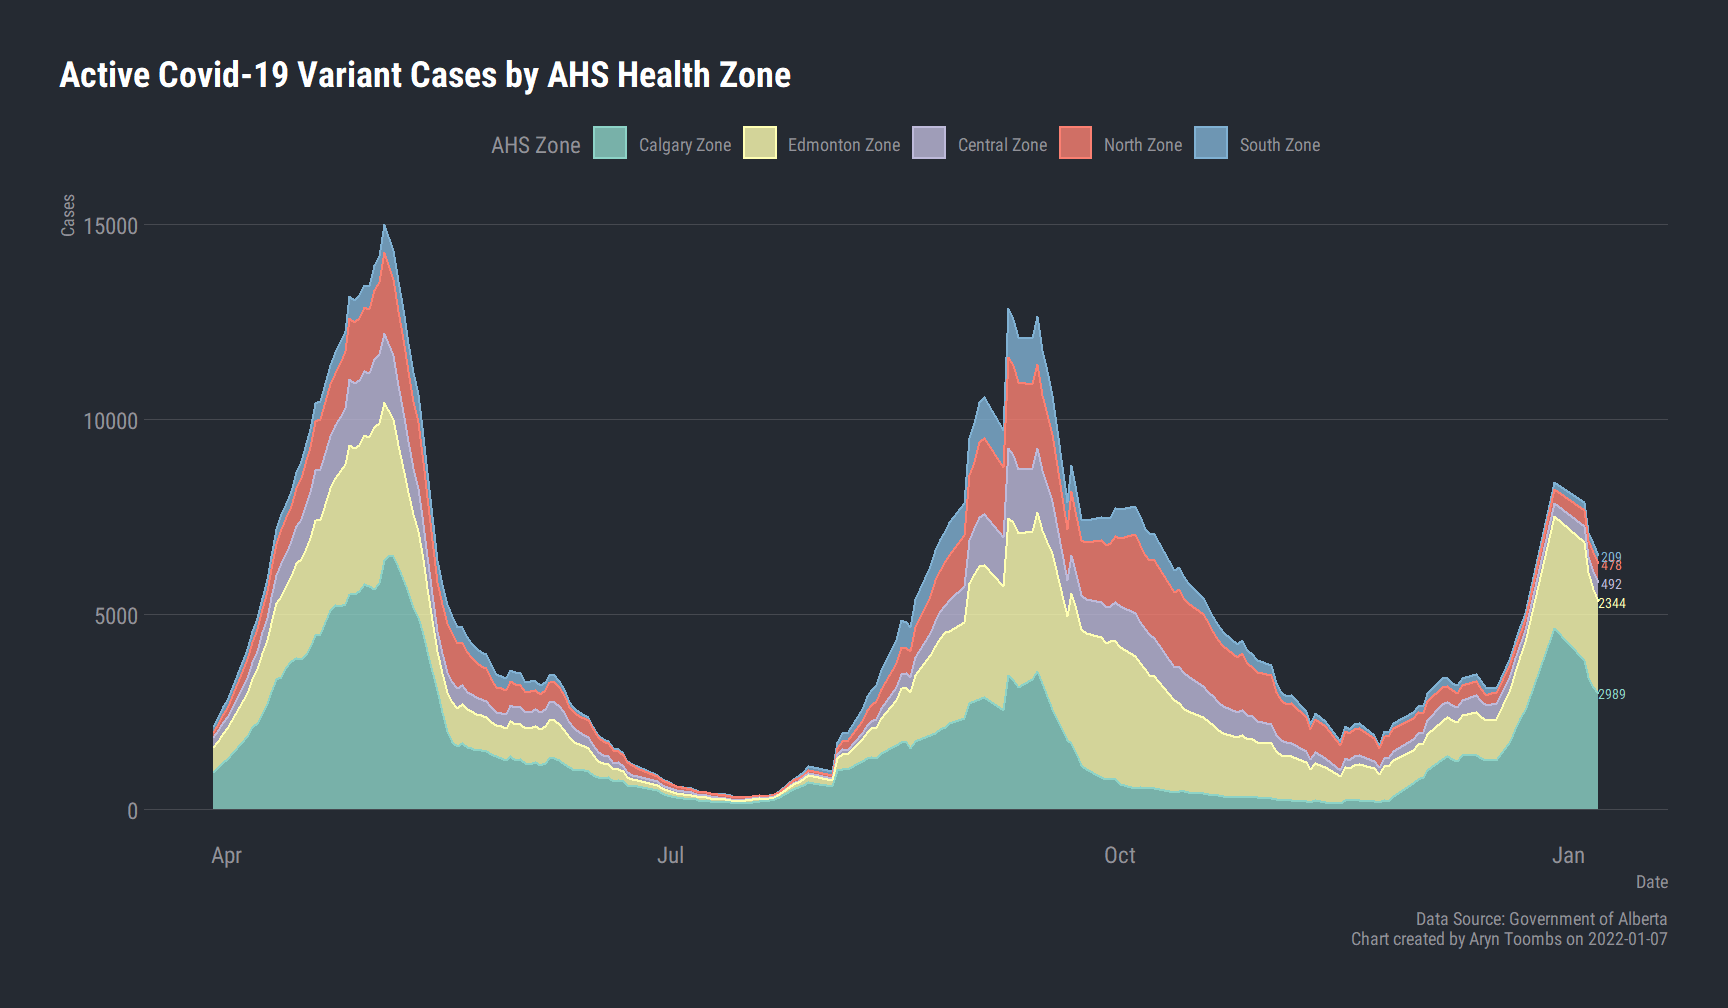 Active Covid-19 Variant Cases by AHS Health Zone
AHS Zone Calgary Zone Edmonton Zone Central Zone North Zone South Zone
Cases
15000
10000
5000
0
209
478
492
2344
2989
Apr Jul Oct Jan
Date
Data Source: Government of Alberta
Chart created by Aryn Toombs on 2022-01-07